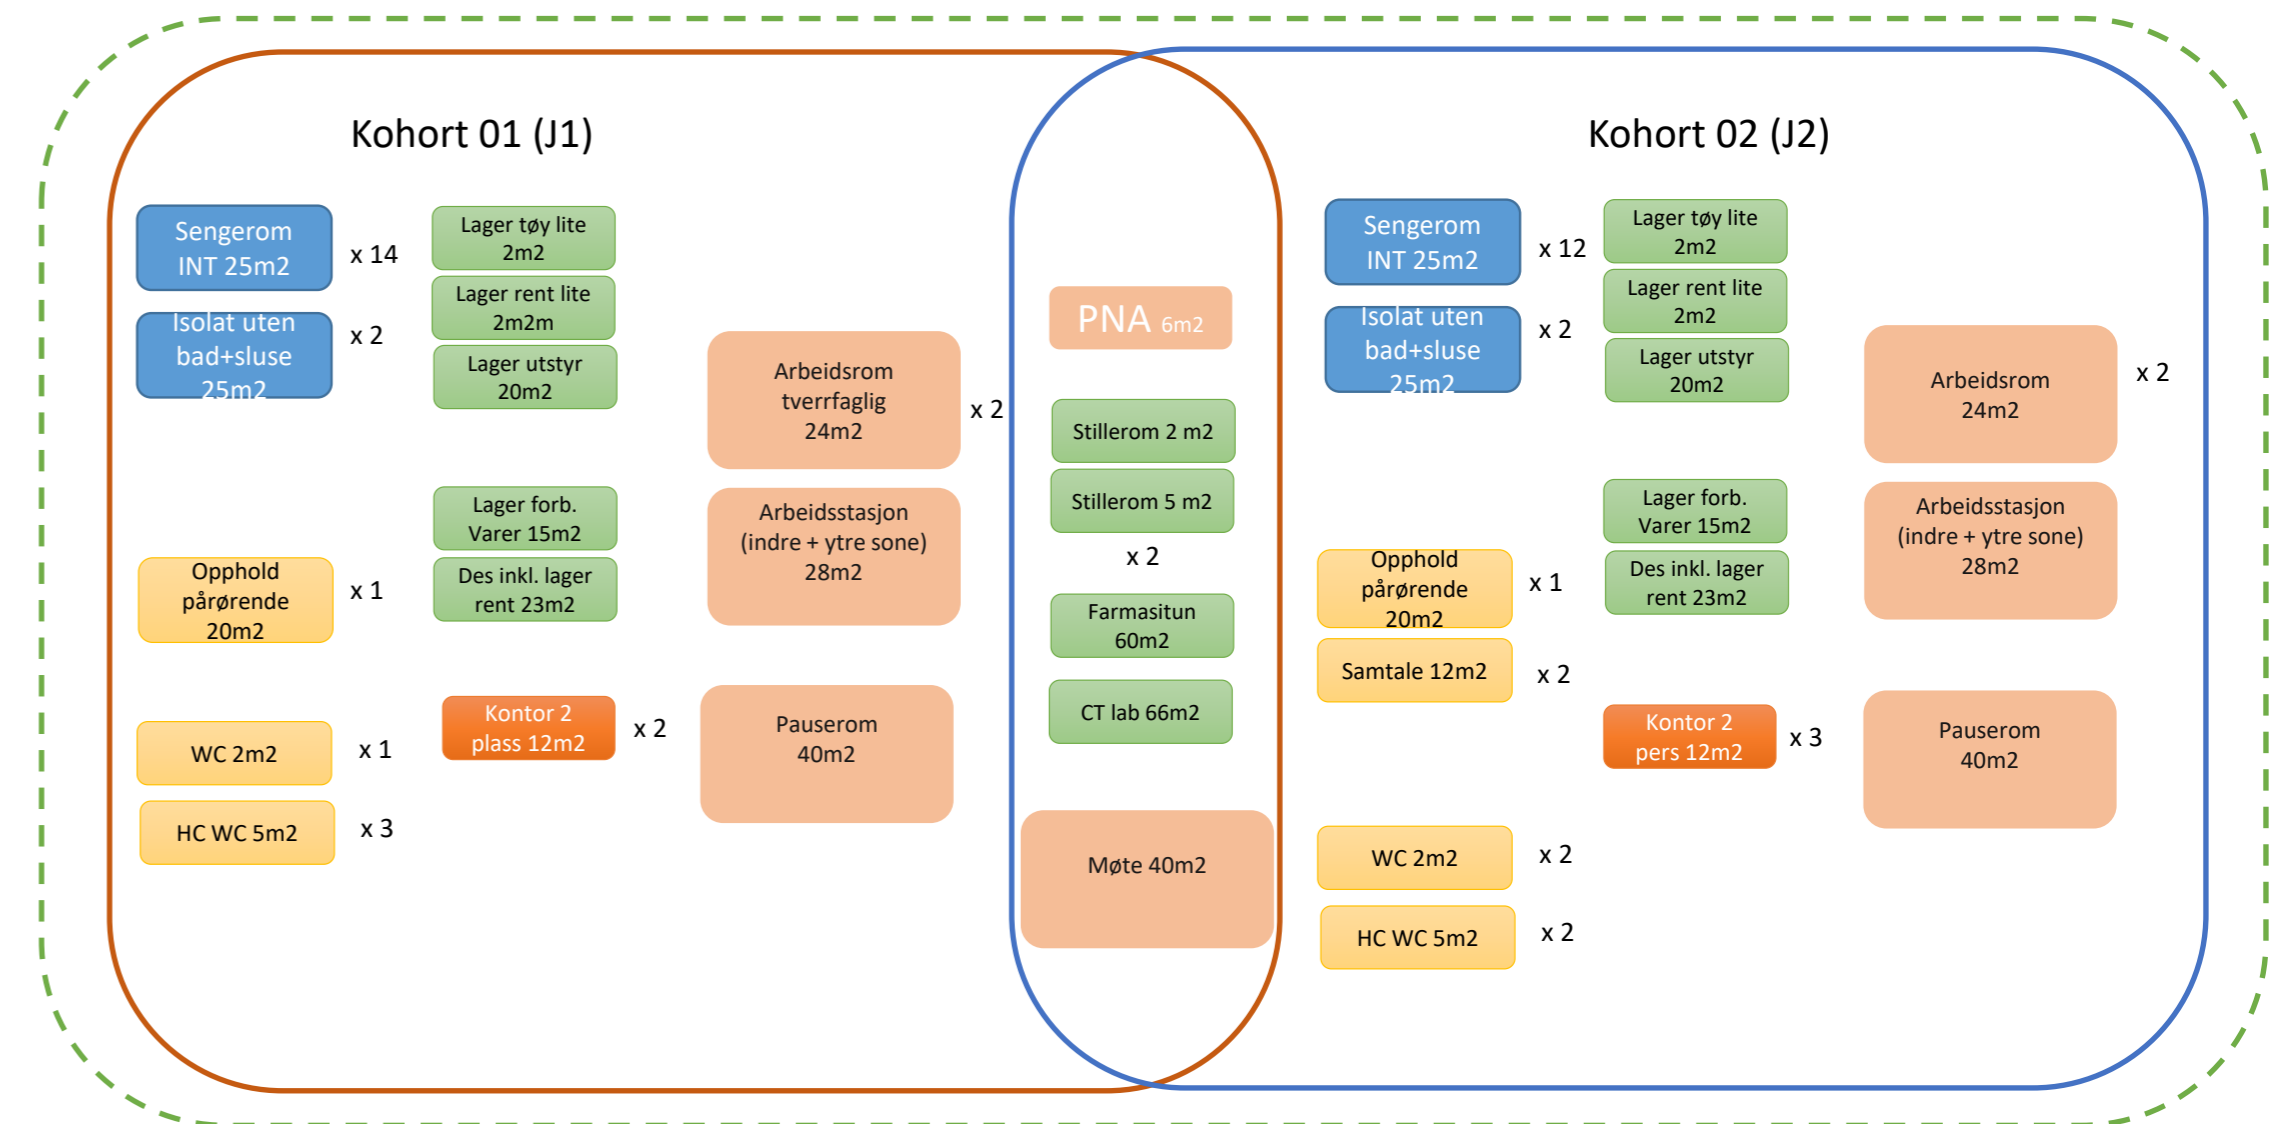 Kohort 01 (J1)
Sengerom
INT 25m2
x 14
Isolat uten
bad+sluse
25m2
x 2
Lager tøy lite
2m2
Lager rent lite
2m2m
Lager utstyr
20m2
Arbeidsrom
tverrfaglig
24m2
x 2
Arbeidsstasjon
(indre + ytre sone)
28m2
Lager forb.
Varer 15m2
Des inkl. lager
rent 23m2
Opphold
pårørende
20m2
x 1
WC 2m2
x 1
HC WC 5m2
x 3
Kontor 2
plass 12m2
x 2
Pauserom
40m2
PNA 6m2
Stillerom 2 m2
Stillerom 5 m2
x 2
Farmasitun
60m2
CT lab 66m2
Møte 40m2
Kohort 02 (J2)
Sengerom
INT 25m2
x 12
Isolat uten
bad+sluse
25m2
x 2
Lager tøy lite
2m2
Lager rent lite
2m2
Lager utstyr
20m2
Arbeidsrom
24m2
x 2
Arbeidsstasjon
(indre + ytre sone)
28m2
Lager forb.
Varer 15m2
Des inkl. lager
rent 23m2
Opphold
pårørende
20m2
x 1
Samtale 12m2
x 2
Kontor 2
pers 12m2
x 3
Pauserom
40m2
WC 2m2
x 2
HC WC 5m2
x 2